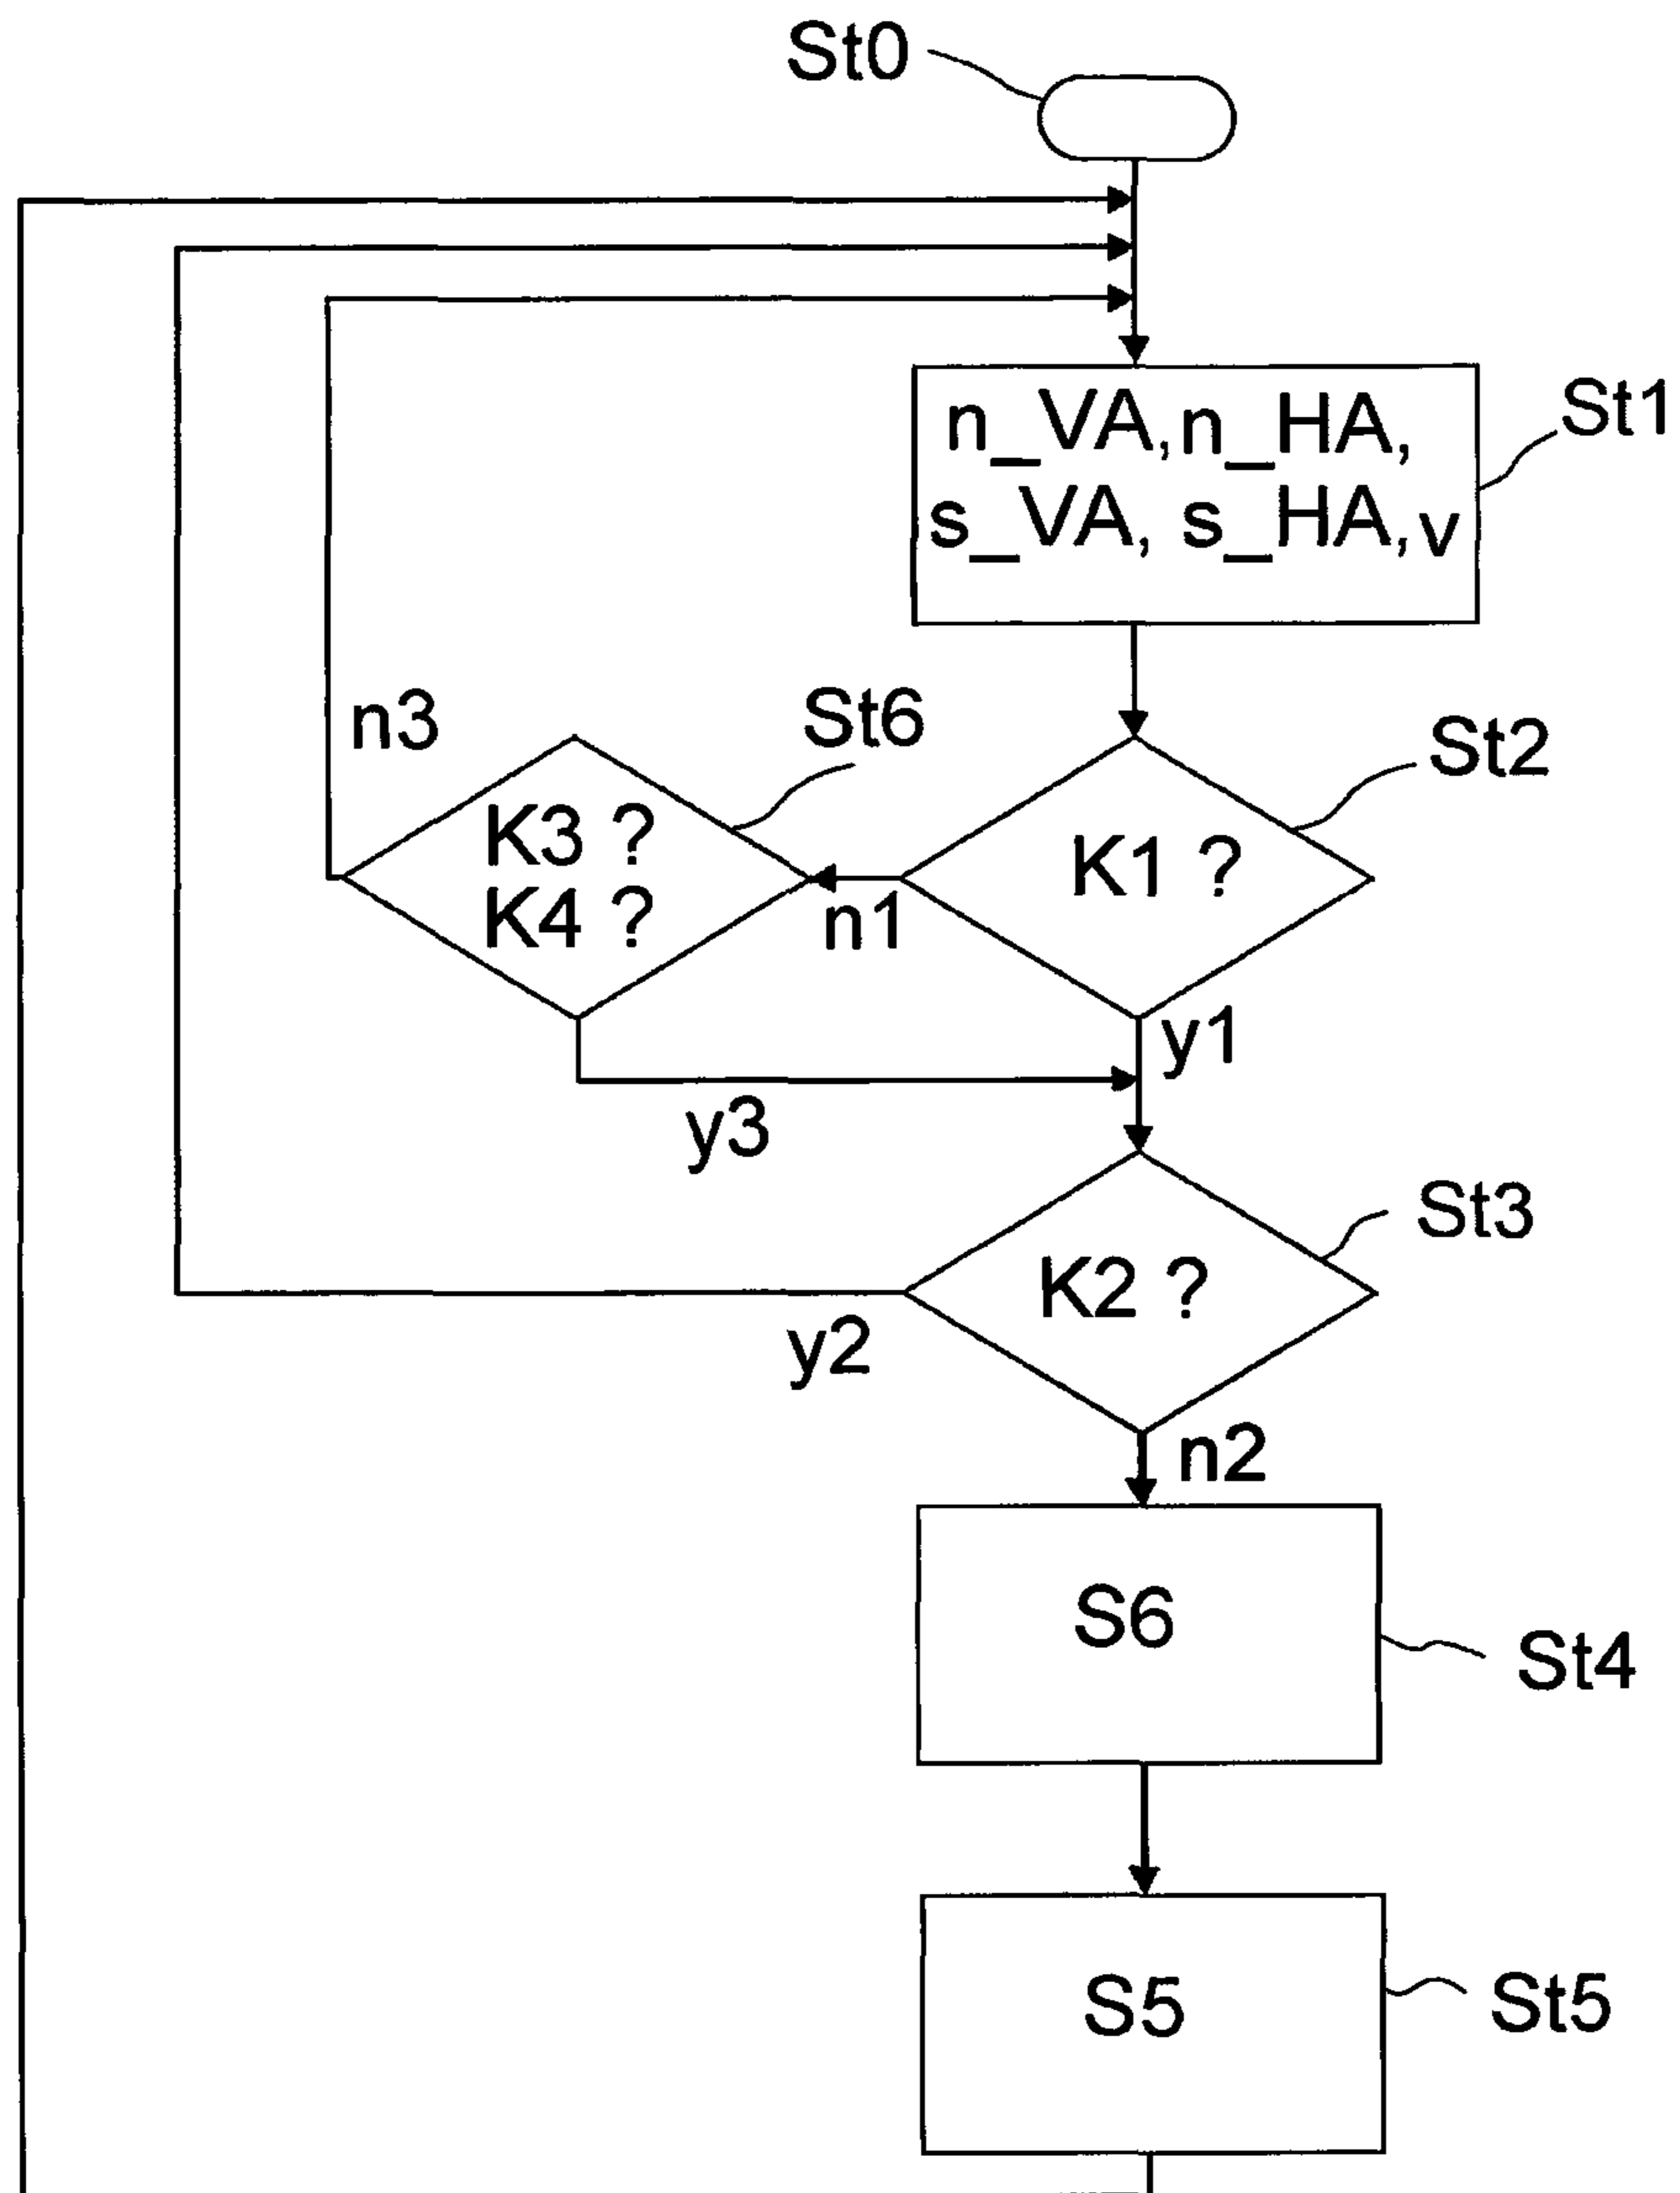 St0
n_VA, n_HA,
s_VA, s_HA, v
St1
n3
St6
St2
K3 ?
K4 ?
K1 ?
n1
y1
y3
St3
K2 ?
y2
n2
S6
St4
S5
St5